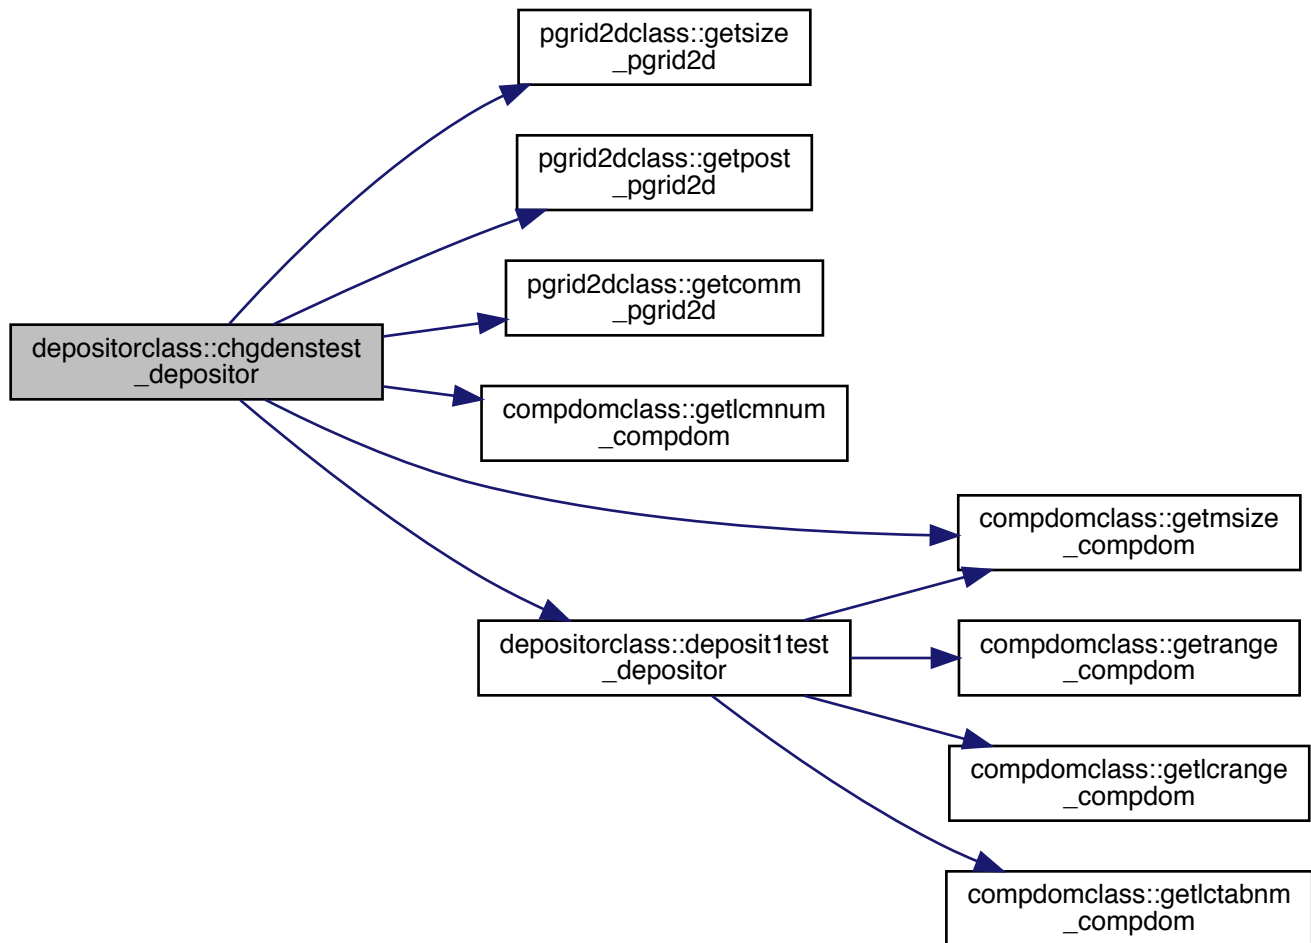 pgrid2dclass::getsize
_pgrid2d
pgrid2dclass::getpost
_pgrid2d
pgrid2dclass::getcomm
_pgrid2d
depositorclass::chgdenstest
_depositor
compdomclass::getlcmnum
_compdom
compdomclass::getmsize
_compdom
depositorclass::deposit1test
_depositor
compdomclass::getrange
_compdom
compdomclass::getlcrange
_compdom
compdomclass::getlctabnm
_compdom